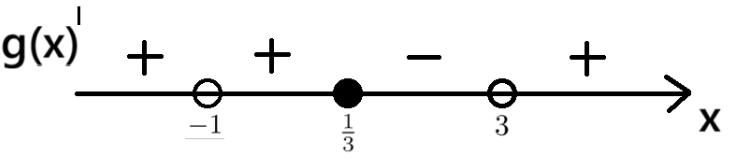 g(x)'
+ + − +
−1 1/3 3
x